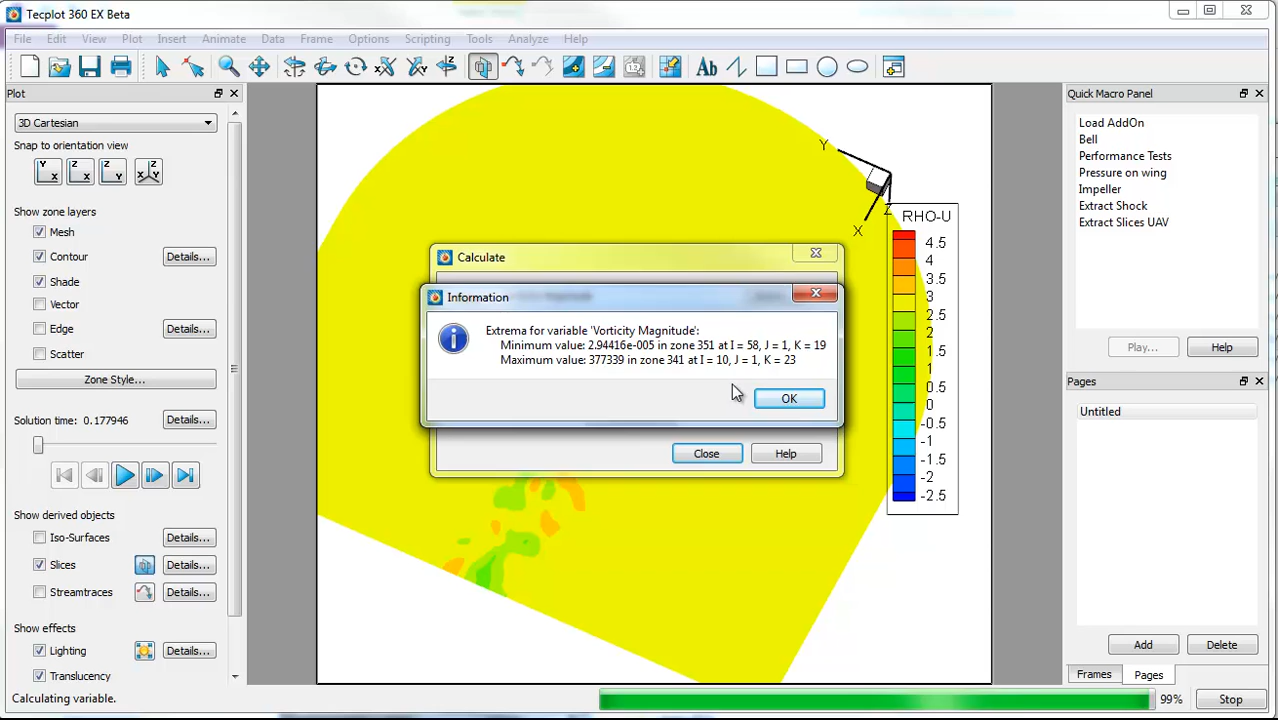 Tecplot 360 EX Beta
File Edit View Plot Insert Animate Data Frame Options Scripting Tools Analyze Help
Plot
3D Cartesian
Snap to orientation view
Show zone layers
Mesh
Contour Details...
Shade
Vector
Edge Details...
Scatter
Zone Style...
Solution time: 0.177946 Details...
Show derived objects
Iso-Surfaces Details...
Slices Details...
Streamtraces Details...
Show effects
Lighting Details...
Translucency
Calculating variable.
Y
X
Z
RHO-U
4.5
4
3.5
3
2.5
2
1.5
1
0.5
0
-0.5
-1
-1.5
-2
-2.5
Calculate
Information
Extrema for variable 'Vorticity Magnitude':
Minimum value: 2.94416e-005 in zone 351 at I = 58, J = 1, K = 19
Maximum value: 377339 in zone 341 at I = 10, J = 1, K = 23
OK
Close Help
Quick Macro Panel
Load AddOn
Bell
Performance Tests
Pressure on wing
Impeller
Extract Shock
Extract Slices UAV
Play... Help
Pages
Untitled
Add Delete
Frames Pages
99% Stop